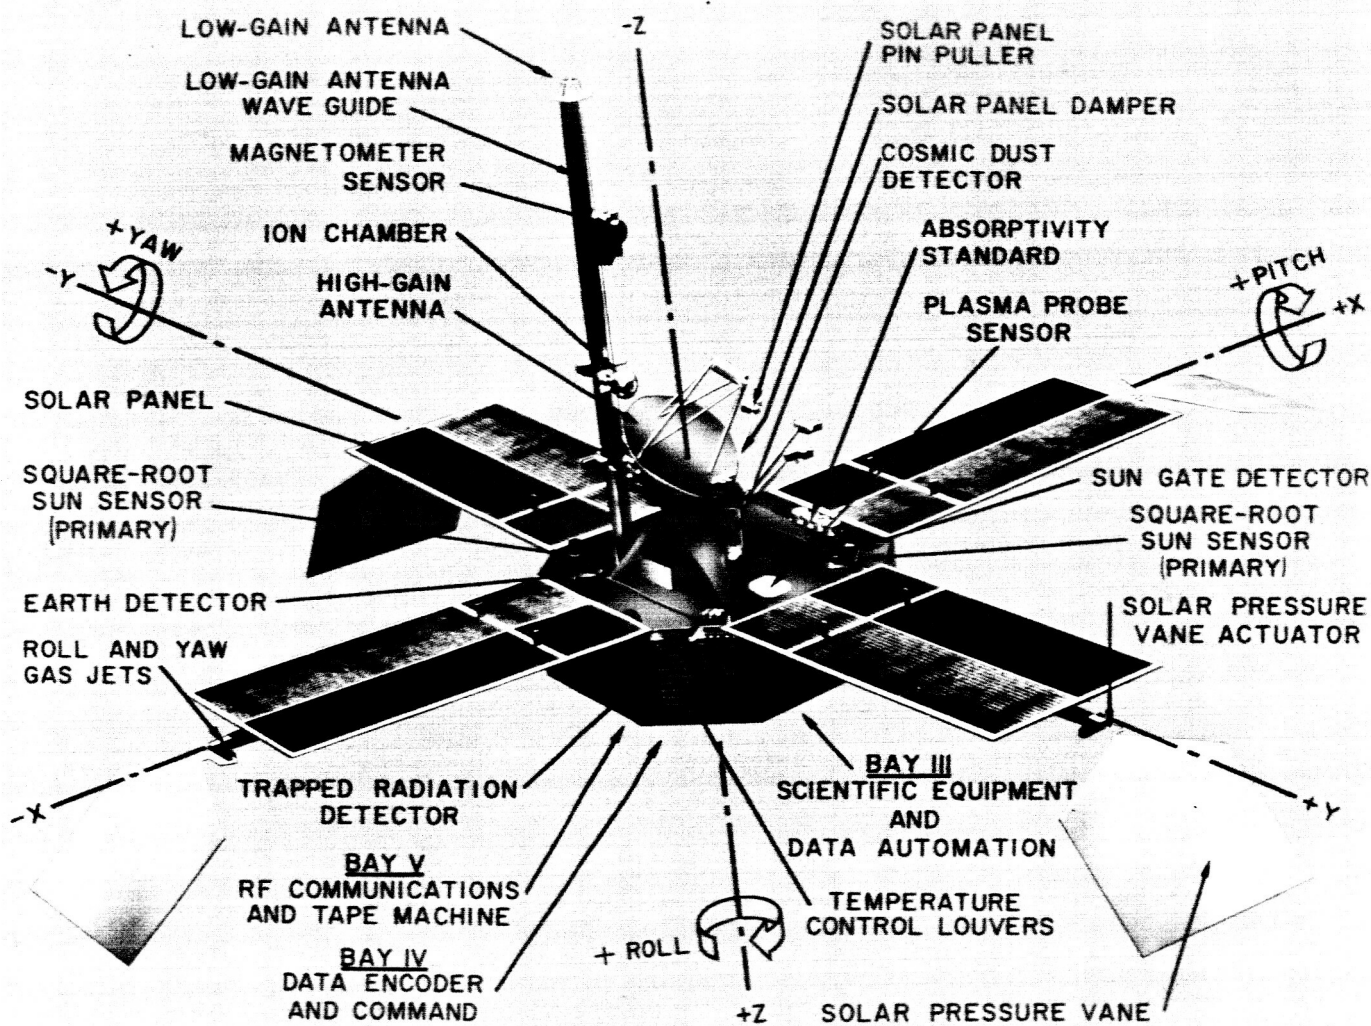 LOW-GAIN ANTENNA
LOW-GAIN ANTENNA
WAVE GUIDE
MAGNETOMETER
SENSOR
ION CHAMBER
HIGH-GAIN
ANTENNA
-Z
SOLAR PANEL
PIN PULLER
SOLAR PANEL DAMPER
COSMIC DUST
DETECTOR
ABSORPTIVITY
STANDARD
PLASMA PROBE
SENSOR
+YAW
-Y
+PITCH
+X
SOLAR PANEL
SQUARE-ROOT
SUN SENSOR
(PRIMARY)
EARTH DETECTOR
ROLL AND YAW
GAS JETS
SUN GATE DETECTOR
SQUARE-ROOT
SUN SENSOR
(PRIMARY)
SOLAR PRESSURE
VANE ACTUATOR
-X
+Y
TRAPPED RADIATION
DETECTOR
BAY V
RF COMMUNICATIONS
AND TAPE MACHINE
BAY IV
DATA ENCODER
AND COMMAND
BAY III
SCIENTIFIC EQUIPMENT
AND
DATA AUTOMATION
TEMPERATURE
CONTROL LOUVERS
+ ROLL
+Z
SOLAR PRESSURE VANE